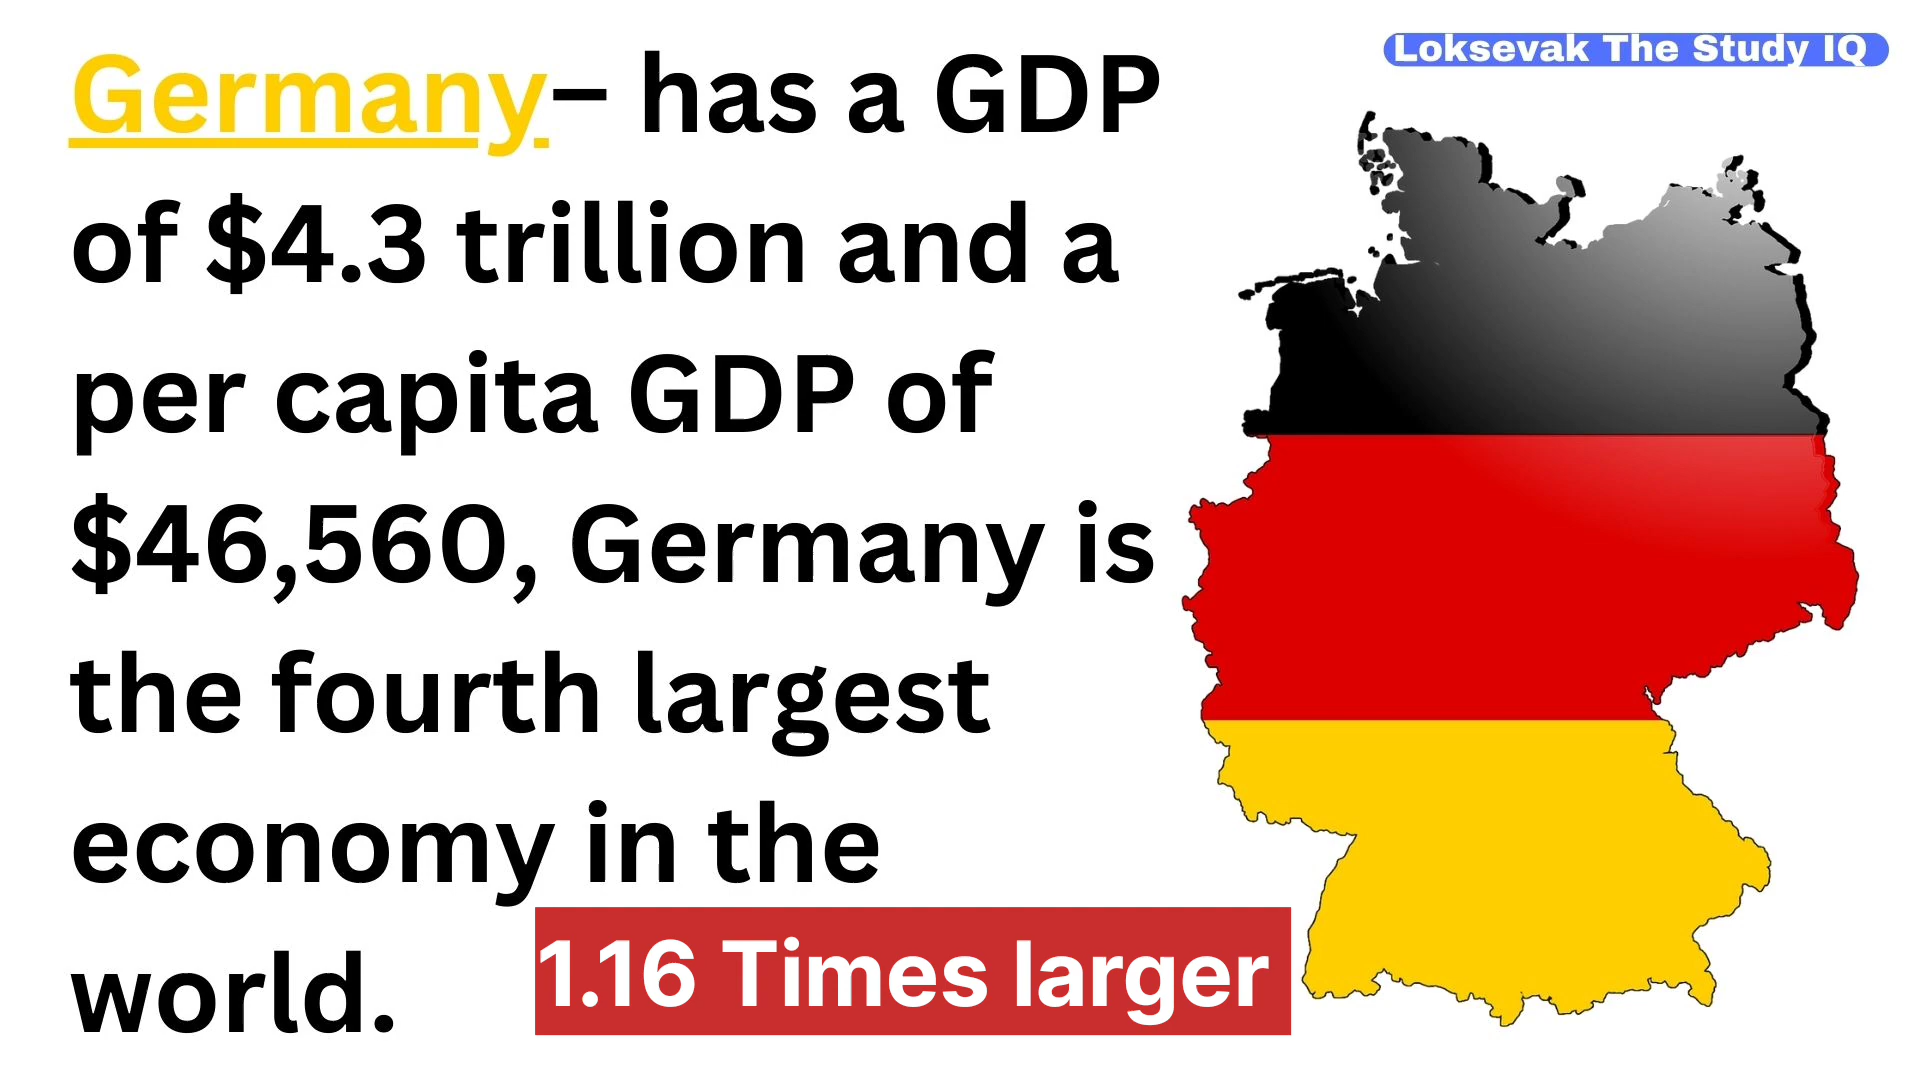 Loksevak The Study IQ
Germany– has a GDP
of $4.3 trillion and a
per capita GDP of
$46,560, Germany is
the fourth largest
economy in the
world.
1.16 Times larger